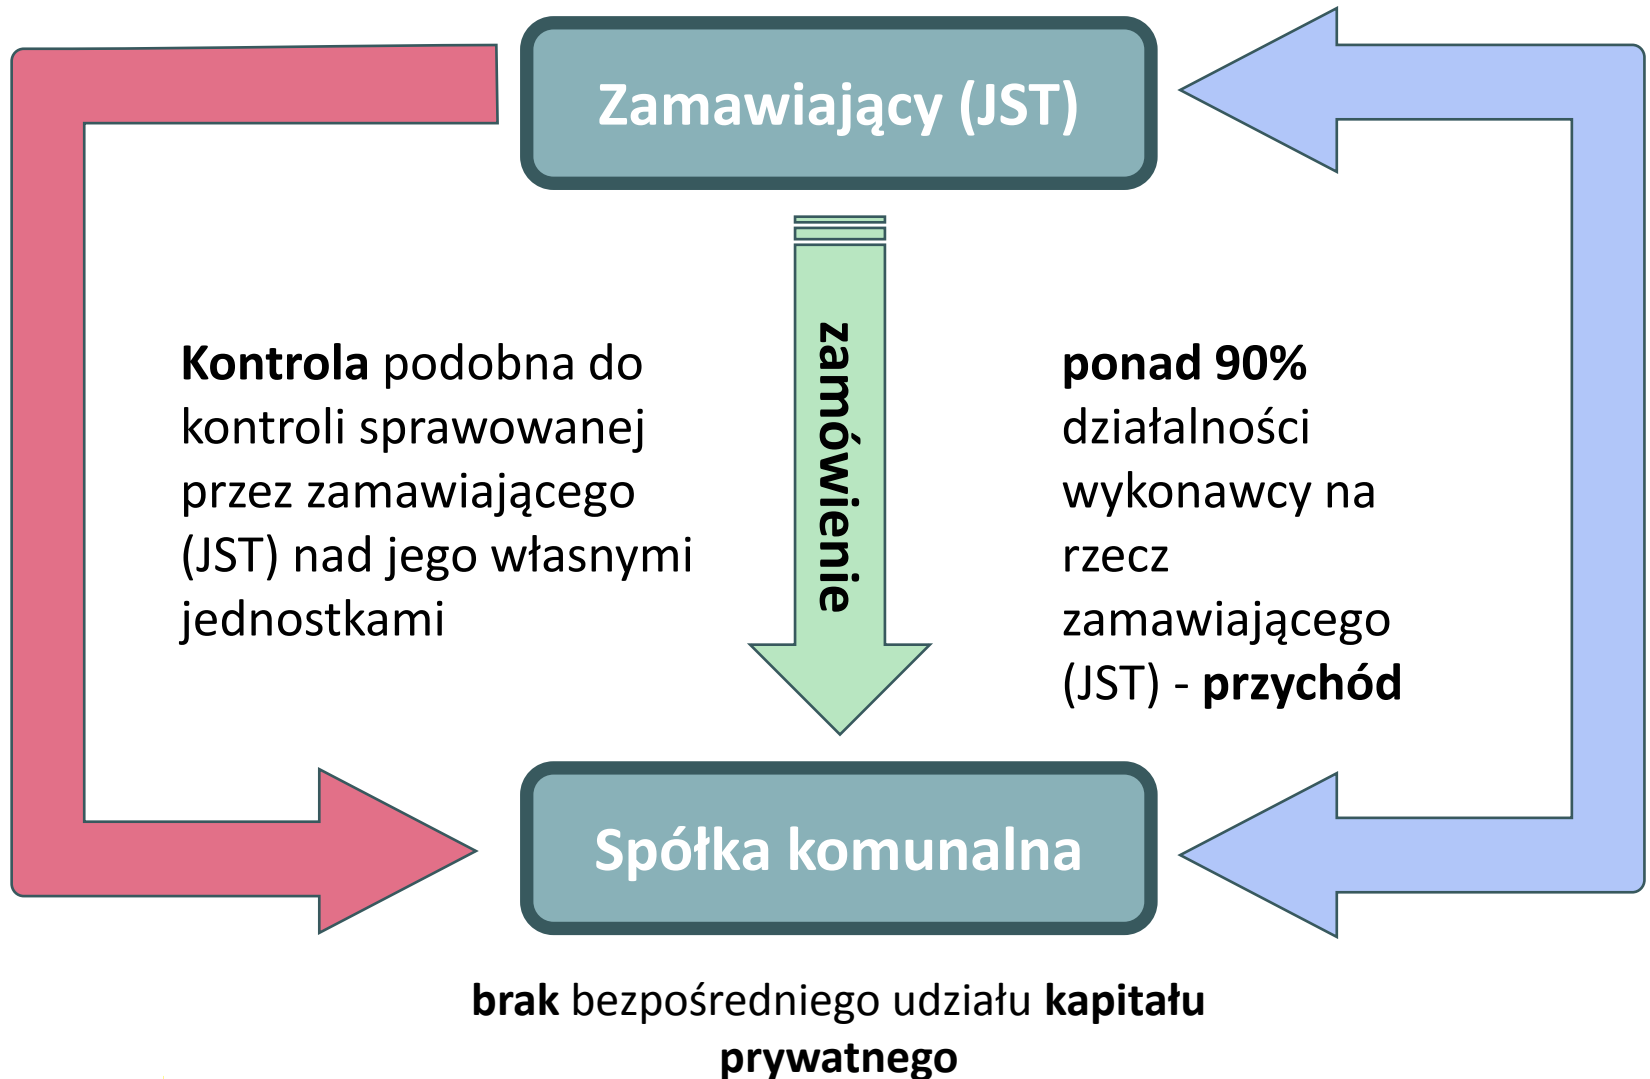 Zamawiający (JST)
Kontrola podobna do
kontroli sprawowanej
przez zamawiającego
(JST) nad jego własnymi
jednostkami
zamówienie
ponad 90%
działalności
wykonawcy na
rzecz
zamawiającego
(JST) - przychód
Spółka komunalna
brak bezpośredniego udziału kapitału
prywatnego